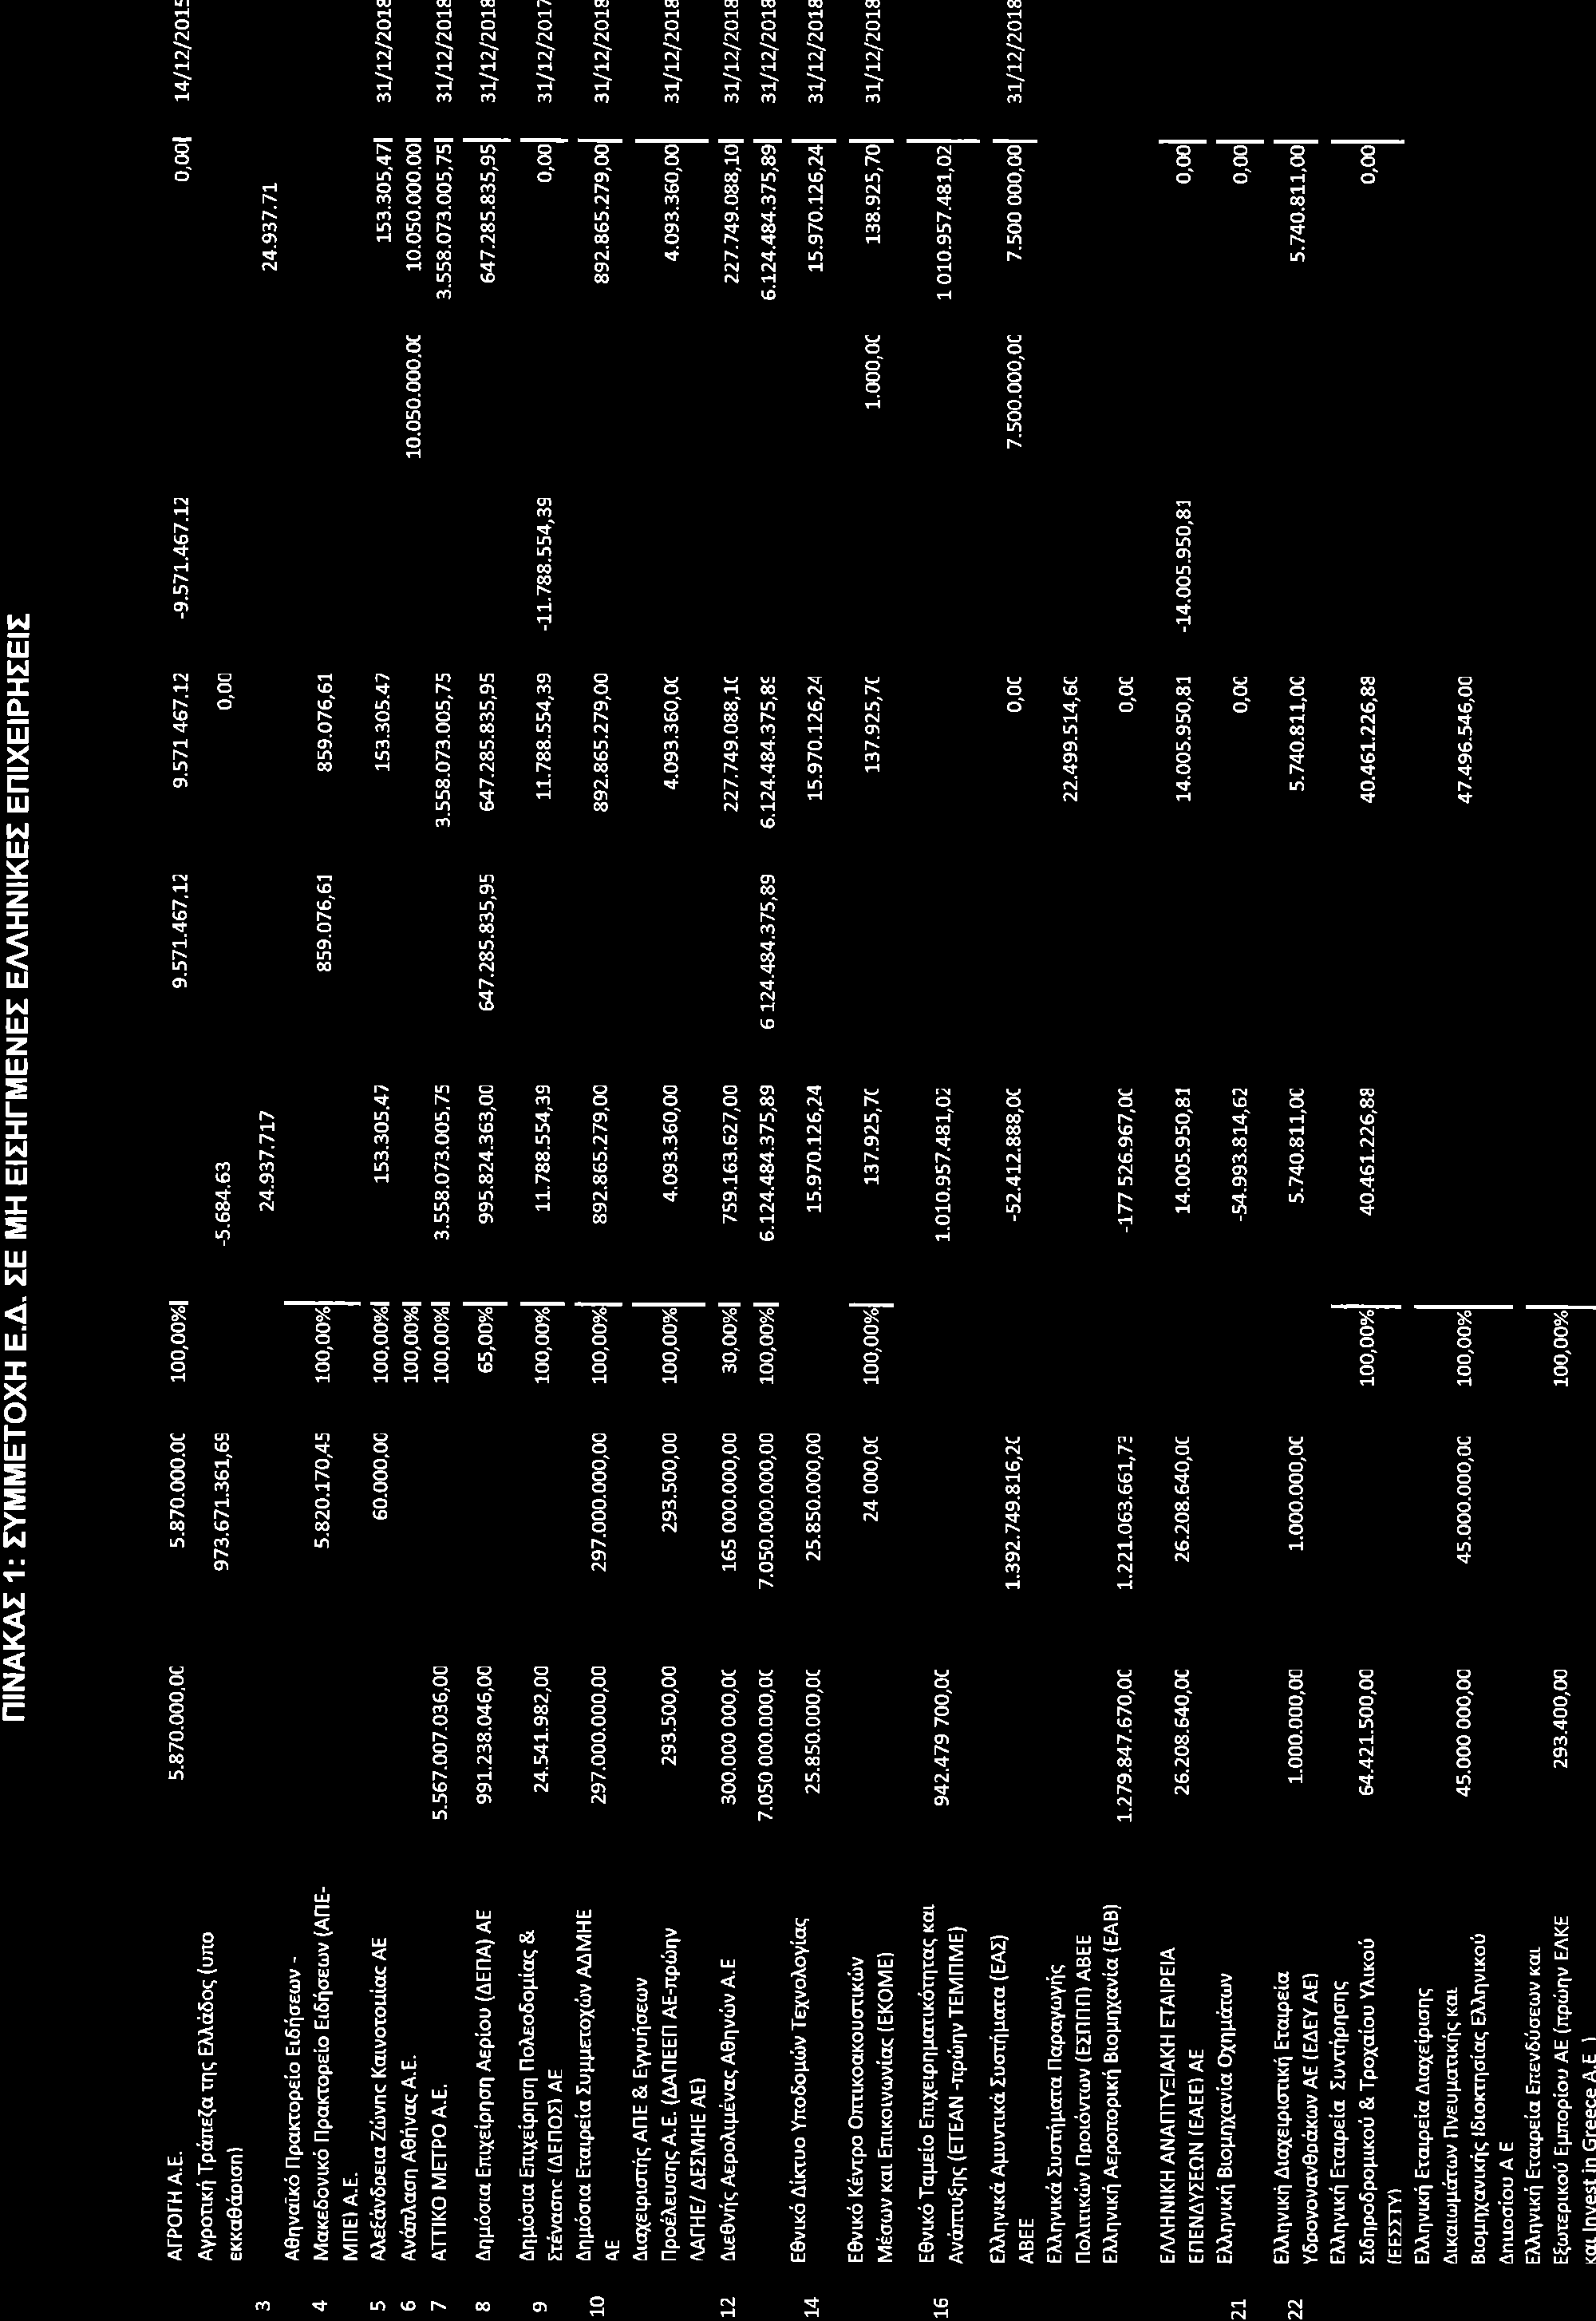 ΠΙΝΑΚΑΣ 1: ΣΥΜΜΕΤΟΧΗ Ε.Δ. ΣΕ ΜΗ ΕΙΣΗΓΜΕΝΕΣ ΕΛΛΗΝΙΚΕΣ ΕΠΙΧΕΙΡΗΣΕΙΣ
ΑΓΡΟΓΗ Α.Ε. 5.870.000,00 5.870.000,00 100,00% 9.571.467,12 9.571 467,12 -9.571.467,12 0,00 14/12/2015
Αγροτική Τράπεζα της Ελλάδος (υπο 973.671.361,69 -5.684.63 0,00
εκκαθάριση)
3 24.937.717 24.937.71
Αθηναϊκό Πρακτορείο Ειδήσεων -
4 Μακεδονικό Πρακτορείο Ειδήσεων (ΑΠΕ- 5.820.170,45 100,00% 859.076,61 859.076,61
ΜΠΕ) Α.Ε.
5 Αλεξάνδρεια Ζώνης Καινοτομίας ΑΕ 60.000,00 100,00% 153.305,47 153.305,47 153.305,47 31/12/2018
6 Ανάπλαση Αθήνας Α.Ε. 100,00% 10.050.000,00 10.050.000,00
7 ΑΤΤΙΚΟ ΜΕΤΡΟ Α.Ε. 5.567.007.036,00 100,00% 3.558.073.005,75 3.558.073.005,75 3.558.073.005,75 31/12/2018
8 Δημόσια Επιχείρηση Αερίου (ΔΕΠΑ) ΑΕ 991.238.046,00 65,00% 995.824.363,00 647.285.835,95 647.285.835,95 647.285.835,95 31/12/2018
Δημόσια Επιχείρηση Πολεοδομίας &
9 Στέγασης (ΔΕΠΟΣ) ΑΕ 24.541.982,00 100,00% 11.788.554,39 11.788.554,39 -11.788.554,39 0,00 31/12/2017
10 Δημόσια Εταιρεία Συμμετοχών ΑΔΜΗΕ 297.000.000,00 297.000.000,00 100,00% 892.865.279,00 892.865.279,00 892.865.279,00 31/12/2018
ΑΕ
Διαχειριστής ΑΠΕ & Εγγυήσεων
Προέλευσης Α.Ε. (ΔΑΠΕΕΠ ΑΕ-πρώην 293.500,00 293.500,00 100,00% 4.093.360,00 4.093.360,00 4.093.360,00 31/12/2018
ΛΑΓΗΕ/ ΔΕΣΜΗΕ ΑΕ)
12 Διεθνής Αερολιμένας Αθηνών Α.Ε 300.000 000,00 165 000.000,00 30,00% 759.163.627,00 227.749.088,10 227.749.088,10 31/12/2018
7.050 000.000,00 7.050.000.000,00 100,00% 6.124.484.375,89 6 124.484.375,89 6.124.484.375,89 6.124.484.375,89 31/12/2018
14 Εθνικό Δίκτυο Υποδομών Τεχνολογίας 25.850.000,00 25.850.000,00 15.970.126,24 15.970.126,24 15.970.126,24 31/12/2018
Εθνικό Κέντρο Οπτικοακουστικών
Μέσων και Επικοινωνίας (ΕΚΟΜΕ) 24 000,00 100,00% 137.925,70 137.925,70 1.000,00 138.925,70 31/12/2018
Εθνικό Ταμείο Επιχειρηματικότητας και
16 Ανάπτυξης (ΕΤΕΑΝ -πρώην ΤΕΜΠΜΕ) 942.479 700,00 1.010.957.481,02 1 010.957.481,02
Ελληνικά Αμυντικά Συστήματα (ΕΑΣ) 1.392.749.816,20 -52.412.888,00 0,00 7.500.000,00 7.500 000,00 31/12/2018
ΑΒΕΕ
Ελληνικά Συστήματα Παραγωγής
Πολιτικών Προιόντων (ΕΣΠΠΠ) ΑΒΕΕ 22.499.514,60
Ελληνική Αεροπορική Βιομηχανία (ΕΑΒ) 1.279.847.670,00 1.221.063.661,73 -177 526.967,00 0,00
ΕΛΛΗΝΙΚΗ ΑΝΑΠΤΥΞΙΑΚΗ ΕΤΑΙΡΕΙΑ
ΕΠΕΝΔΥΣΕΩΝ (ΕΑΕΕ) ΑΕ 26.208.640,00 26.208.640,00 14.005.950,81 14.005.950,81 -14.005.950,81 0,00
21 Ελληνική Βιομηχανία Οχημάτων -54.993.814,62 0,00 0,00
Ελληνική Διαχειριστική Εταιρεία
22 Υδρογονανθράκων ΑΕ (ΕΔΕΥ ΑΕ) 1.000.000,00 1.000.000,00 5.740.811,00 5.740.811,00 5.740.811,00
Ελληνική Εταιρεία Συντήρησης
Σιδηροδρομικού & Τροχαίου Υλικού 64.421.500,00 100,00% 40.461.226,88 40.461.226,88 0,00
(ΕΕΣΣΤΥ)
Ελληνική Εταιρεία Διαχείρισης
Δικαιωμάτων Πνευματικής και
Βιομηχανικής Ιδιοκτησίας Ελληνικού 45.000 000,00 45.000.000,00 100,00% 47.496.546,00
Δημοσίου Α Ε
Ελληνική Εταιρεία Επενδύσεων και
Εξωτερικού Εμπορίου ΑΕ (πρώην ΕΛΚΕ 293.400,00 100,00%
και Invest in Greece A.E. )